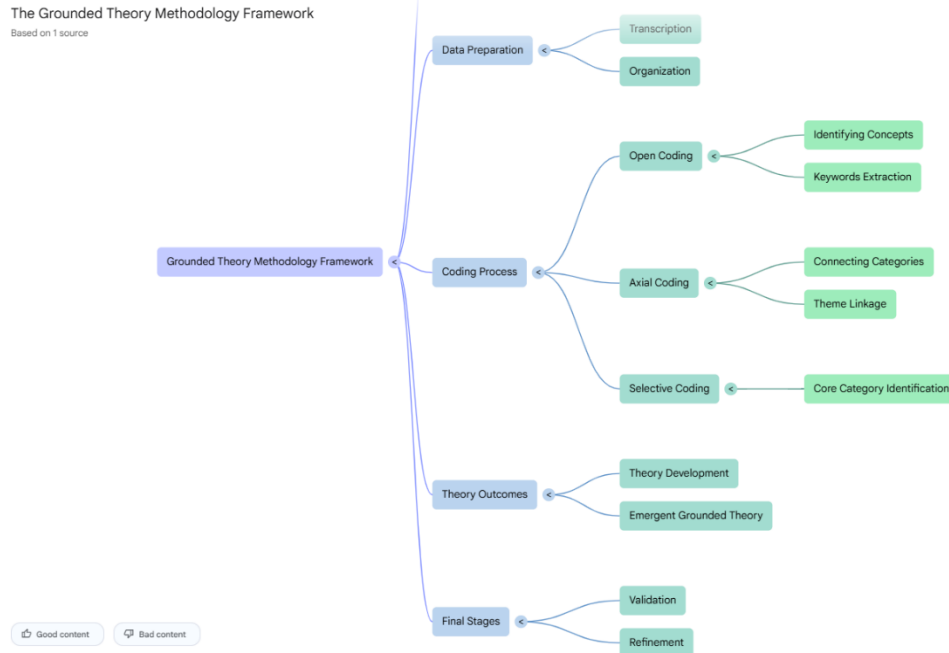 The Grounded Theory Methodology Framework
Based on 1 source
Transcription
Data Preparation
Organization
Identifying Concepts
Open Coding
Keywords Extraction
Grounded Theory Methodology Framework
Coding Process
Connecting Categories
Axial Coding
Theme Linkage
Selective Coding
Core Category Identification
Theory Development
Theory Outcomes
Emergent Grounded Theory
Validation
Final Stages
Refinement
Good content
Bad content